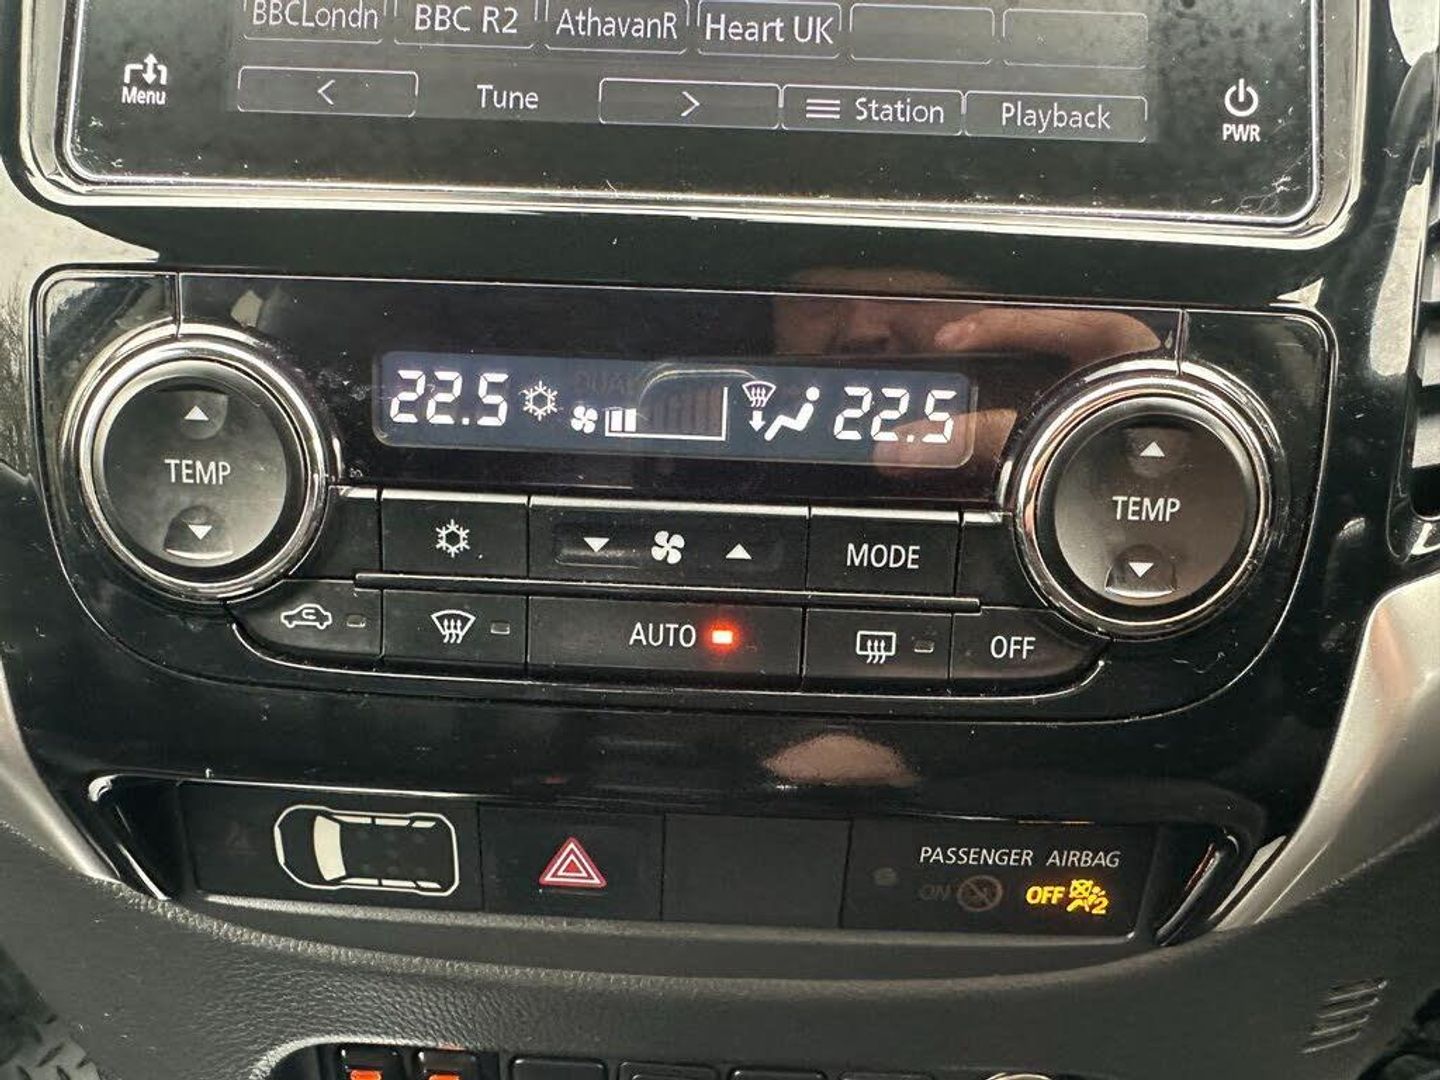 BBCLondn BBC R2 AthavanR Heart UK
Menu
< Tune > Station Playback
PWR
22.5 22.5
TEMP
TEMP
MODE
AUTO
OFF
PASSENGER AIRBAG
ON OFF 2